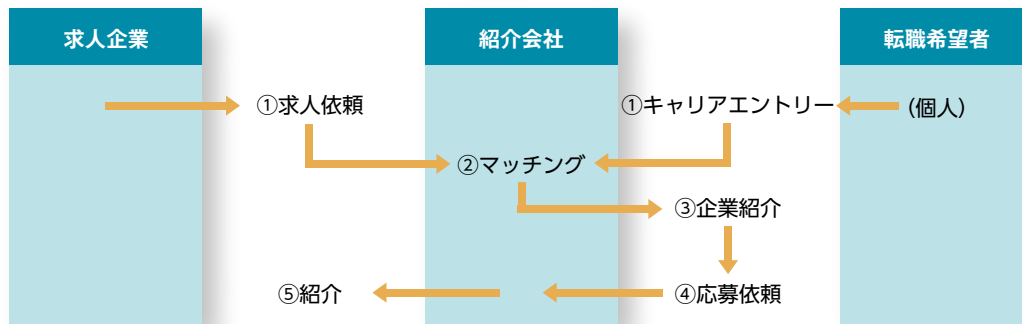 求人企業
紹介会社
転職希望者
①求人依頼
①キャリアエントリー
(個人)
②マッチング
③企業紹介
⑤紹介
④応募依頼